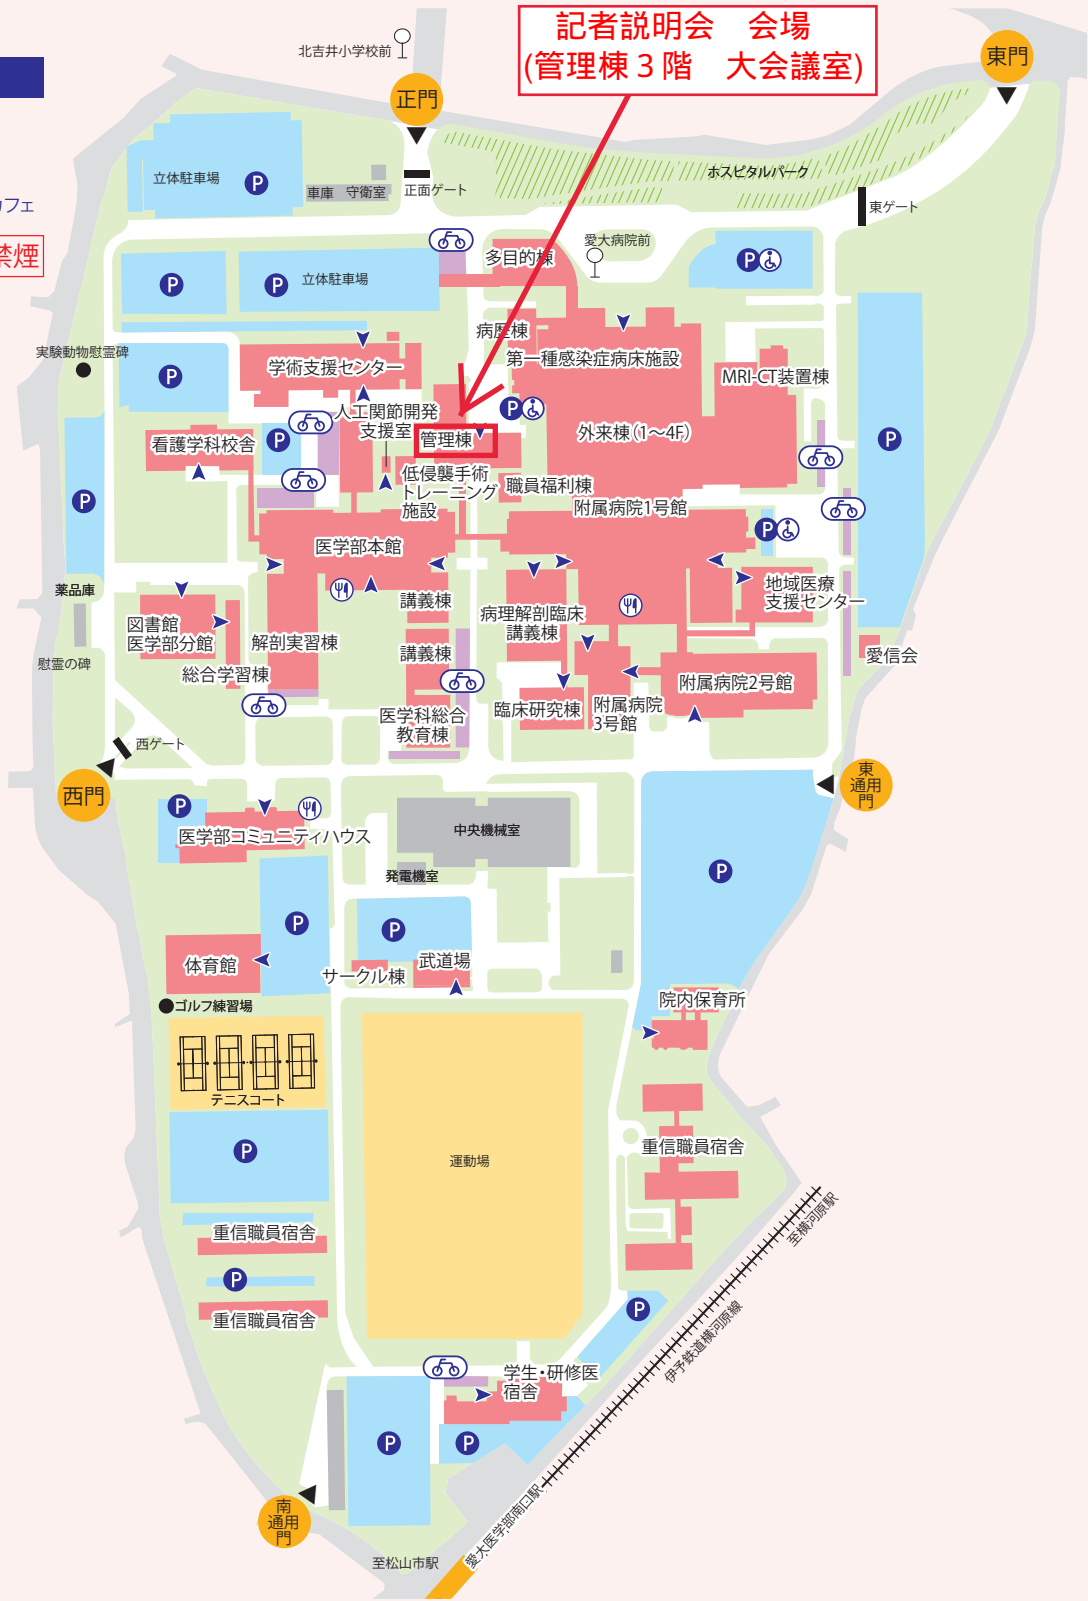 記者説明会　会場
(管理棟３階　大会議室)
北吉井小学校前
正門
東門
カフェ
禁煙
立体駐車場
P
車庫　守衛室
正面ゲート
ホスピタルパーク
東ゲート
愛大病院前
多目的棟
P
P
P
立体駐車場
病歴棟
第一種感染症病床施設
実験動物慰霊碑
学術支援センター
MRI-CT装置棟
P
人工関節開発
支援室
P
管理棟
外来棟(1～4F)
P
看護学科校舎
P
低侵襲手術
トレーニング
施設
職員福利棟
P
附属病院1号館
P
医学部本館
薬品庫
講義棟
地域医療
支援センター
病理解剖臨床
講義棟
図書館
医学部分館
解剖実習棟
講義棟
愛信会
慰霊の碑
総合学習棟
附属病院2号館
臨床研究棟
附属病院
3号館
医学科総合
教育棟
西ゲート
西門
東
通用
門
P
医学部コミュニティハウス
中央機械室
発電機室
P
P
P
体育館
サークル棟
武道場
ゴルフ練習場
院内保育所
テニスコート
P
重信職員宿舎
運動場
重信職員宿舎
至横河原駅
P
重信職員宿舎
P
伊予鉄道横河原線
学生・研修医
宿舎
P
P
南
通用
門
愛大医学部南口駅
至松山市駅